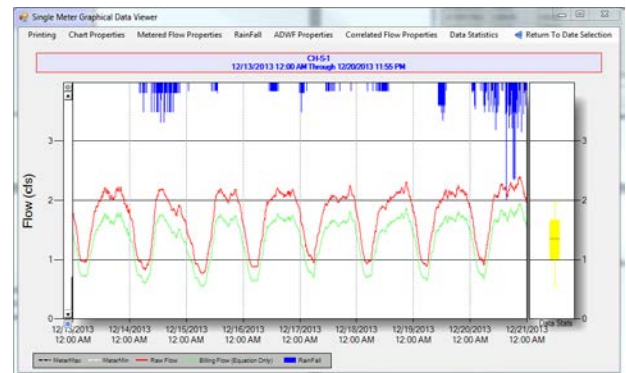 Single Meter Graphical Data Viewer
Printing Chart Properties Metered Flow Properties RainFall ADWF Properties Correlated Flow Properties Data Statistics Return To Date Selection
CH-S-1
12/13/2013 12:00 AM Through 12/20/2013 11:55 PM
Flow (cfs)
3
2
1
0
3
2
1
0
12/13/2013 12/14/2013 12/15/2013 12/16/2013 12/17/2013 12/18/2013 12/19/2013 12/20/2013 12/21/2013
12:00 AM 12:00 AM 12:00 AM 12:00 AM 12:00 AM 12:00 AM 12:00 AM 12:00 AM 12:00 AM
Data Stats
MeterMax MeterMin Raw Flow Billing Flow (Equation Only) RainFall